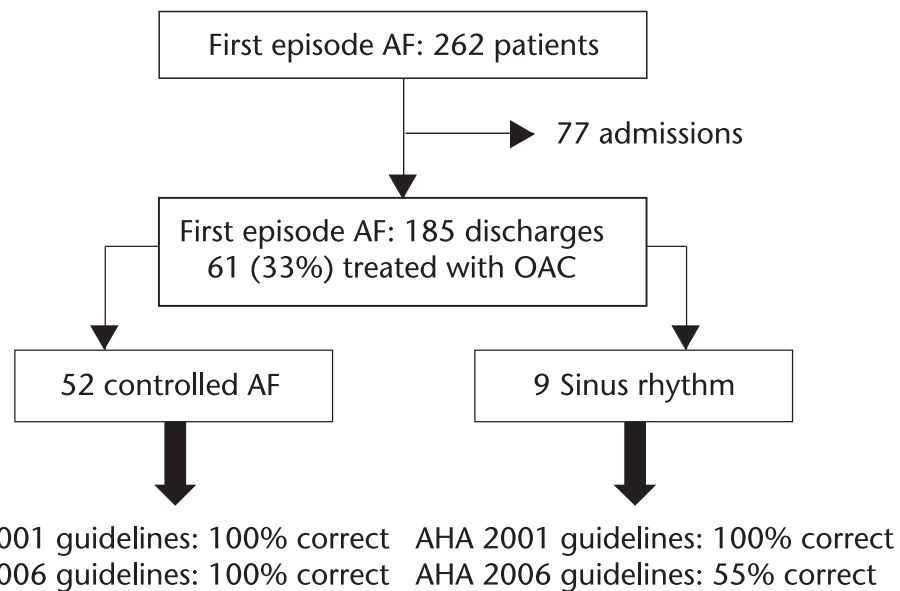 First episode AF: 262 patients
77 admissions
First episode AF: 185 discharges
61 (33%) treated with OAC
52 controlled AF
9 Sinus rhythm
001 guidelines: 100% correct
006 guidelines: 100% correct
AHA 2001 guidelines: 100% correct
AHA 2006 guidelines: 55% correct